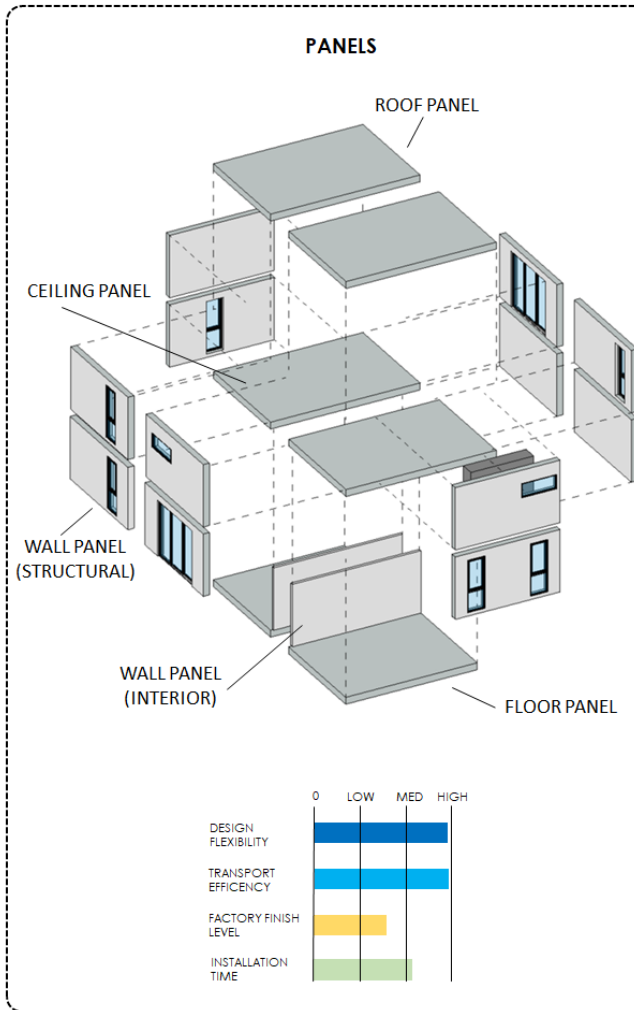 PANELS
ROOF PANEL
CEILING PANEL
WALL PANEL
(STRUCTURAL)
WALL PANEL
(INTERIOR)
FLOOR PANEL
0 LOW MED HIGH
DESIGN
FLEXIBILITY
TRANSPORT
EFFICENCY
FACTORY FINISH
LEVEL
INSTALLATION
TIME